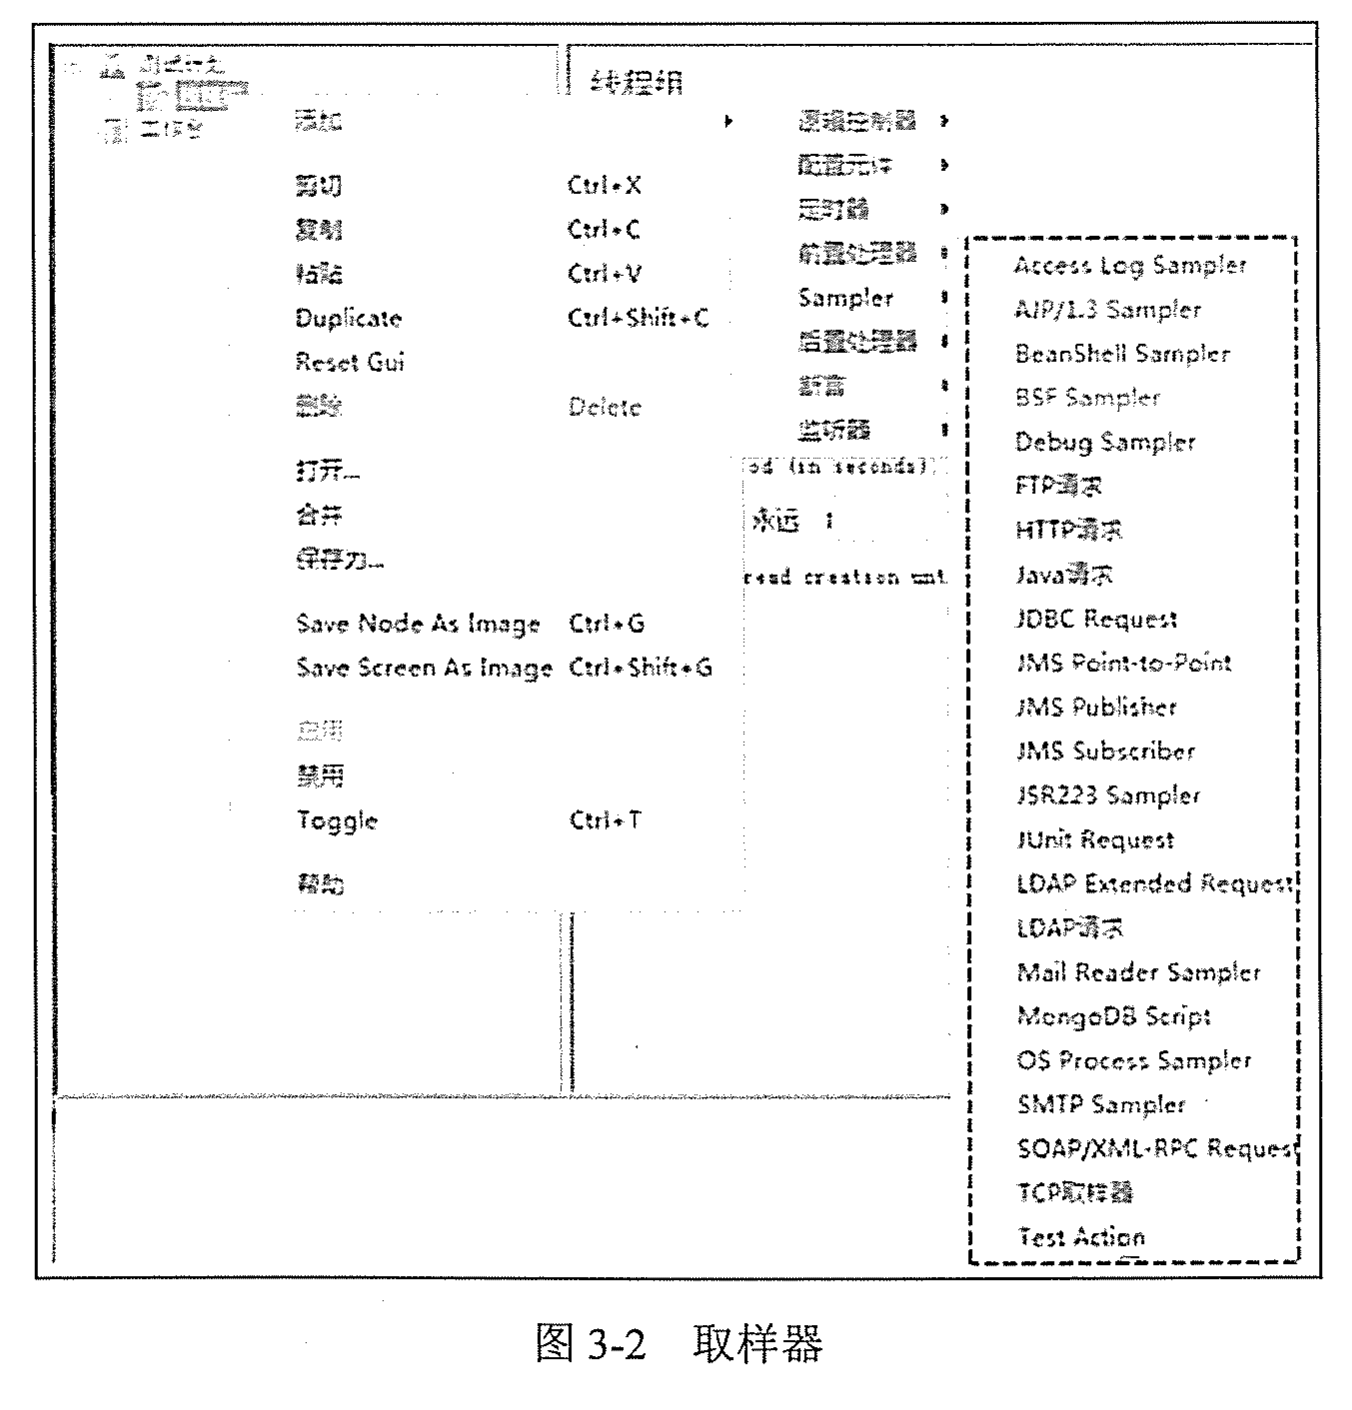 测试计划
线程组
工作台
添加
剪切 Ctrl+X
复制 Ctrl+C
粘贴 Ctrl+V
Duplicate Ctrl+Shift+C
Reset Gui
删除 Delete
打开...
合并
保存为...
Save Node As Image Ctrl+G
Save Screen As Image Ctrl+Shift+G
启用
禁用
Toggle Ctrl+T
帮助
逻辑控制器
配置元件
定时器
前置处理器
Sampler
后置处理器
断言
监听器
od (in seconds):
永远 1
read creation unt
Access Log Sampler
AJP/1.3 Sampler
BeanShell Sampler
BSF Sampler
Debug Sampler
FTP请求
HTTP请求
Java请求
JDBC Request
JMS Point-to-Point
JMS Publisher
JMS Subscriber
JSR223 Sampler
JUnit Request
LDAP Extended Request
LDAP请求
Mail Reader Sampler
MongoDB Script
OS Process Sampler
SMTP Sampler
SOAP/XML-RPC Request
TCP取样器
Test Action
图 3-2 取样器